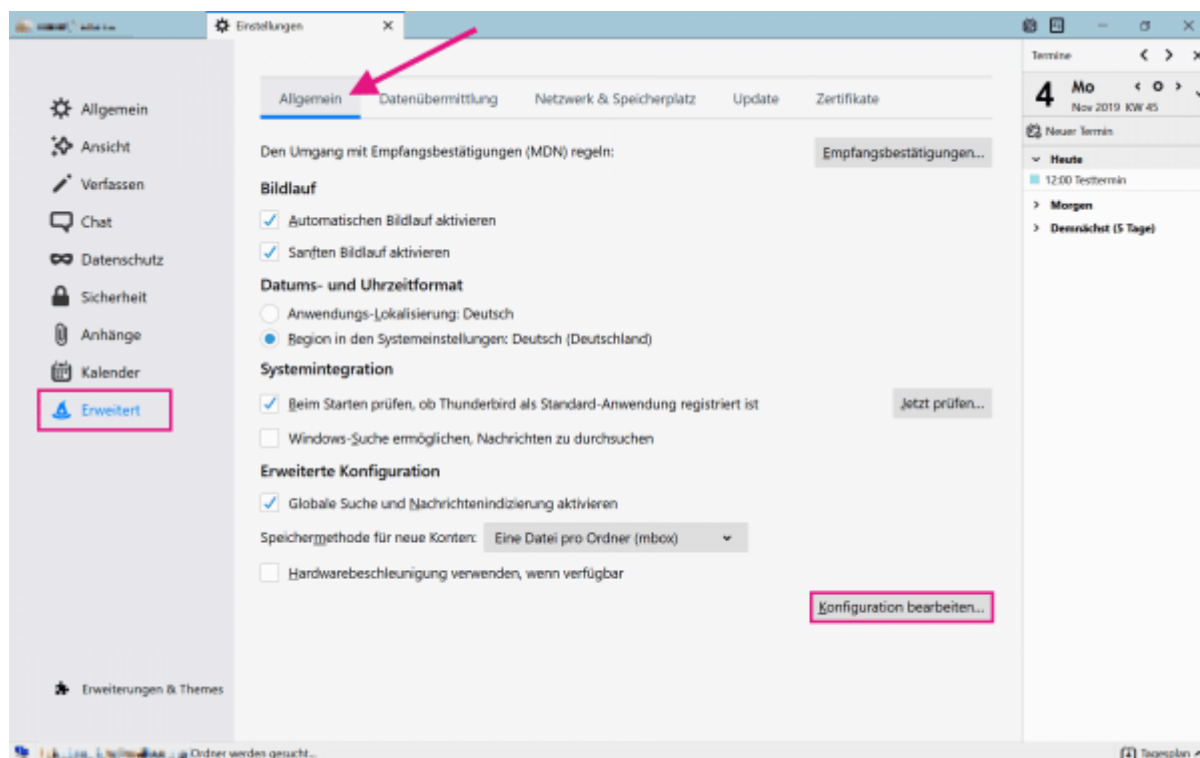 Einstellungen
Allgemein
Ansicht
Verfassen
Chat
Datenschutz
Sicherheit
Anhänge
Kalender
Erweitert
Erweiterungen & Themes
Allgemein Datenübermittlung Netzwerk & Speicherplatz Update Zertifikate
Den Umgang mit Empfangsbestätigungen (MDN) regeln: Empfangsbestätigungen...
Bildlauf
Automatischen Bildlauf aktivieren
Sanften Bildlauf aktivieren
Datums- und Uhrzeitformat
Anwendungs-Lokalisierung: Deutsch
Region in den Systemeinstellungen: Deutsch (Deutschland)
Systemintegration
Beim Starten prüfen, ob Thunderbird als Standard-Anwendung registriert ist Jetzt prüfen...
Windows-Suche ermöglichen, Nachrichten zu durchsuchen
Erweiterte Konfiguration
Globale Suche und Nachrichtenindizierung aktivieren
Speichermethode für neue Konten: Eine Datei pro Ordner (mbox)
Hardwarebeschleunigung verwenden, wenn verfügbar
Konfiguration bearbeiten...
Termine
4 Mo
Nov 2019 KW 45
Neuer Termin
Heute
12:00 Testtermin
Morgen
Demnächst (5 Tage)
Ordner werden gesucht...
Tagesplan